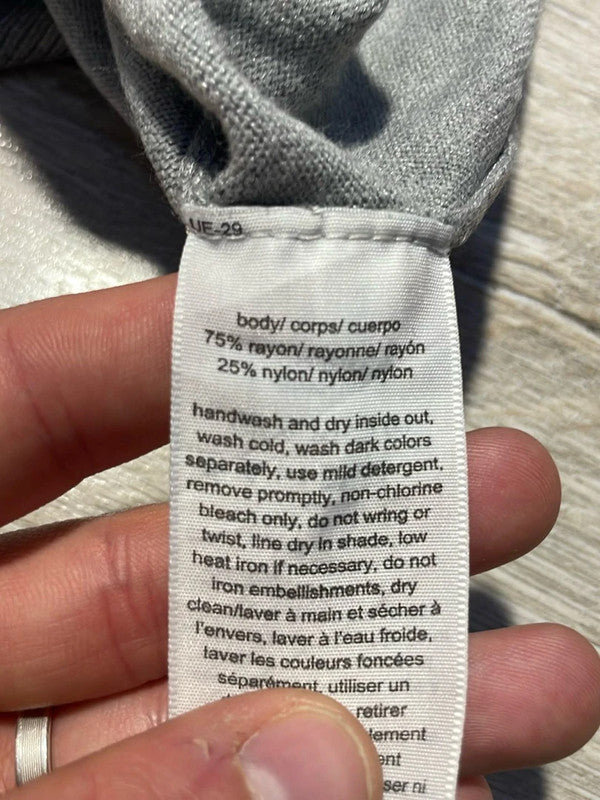 UE-29
body/ corps/ cuerpo
75% rayon/ rayonne/ rayón
25% nylon/ nylon/ nylon
handwash and dry inside out,
wash cold, wash dark colors
separately, use mild detergent,
remove promptly, non-chlorine
bleach only, do not wring or
twist, line dry in shade, low
heat iron if necessary, do not
iron embellishments, dry
clean/laver à main et sécher à
l'envers, laver à l'eau froide,
laver les couleurs foncées
séparément, utiliser un
retirer
ser ni